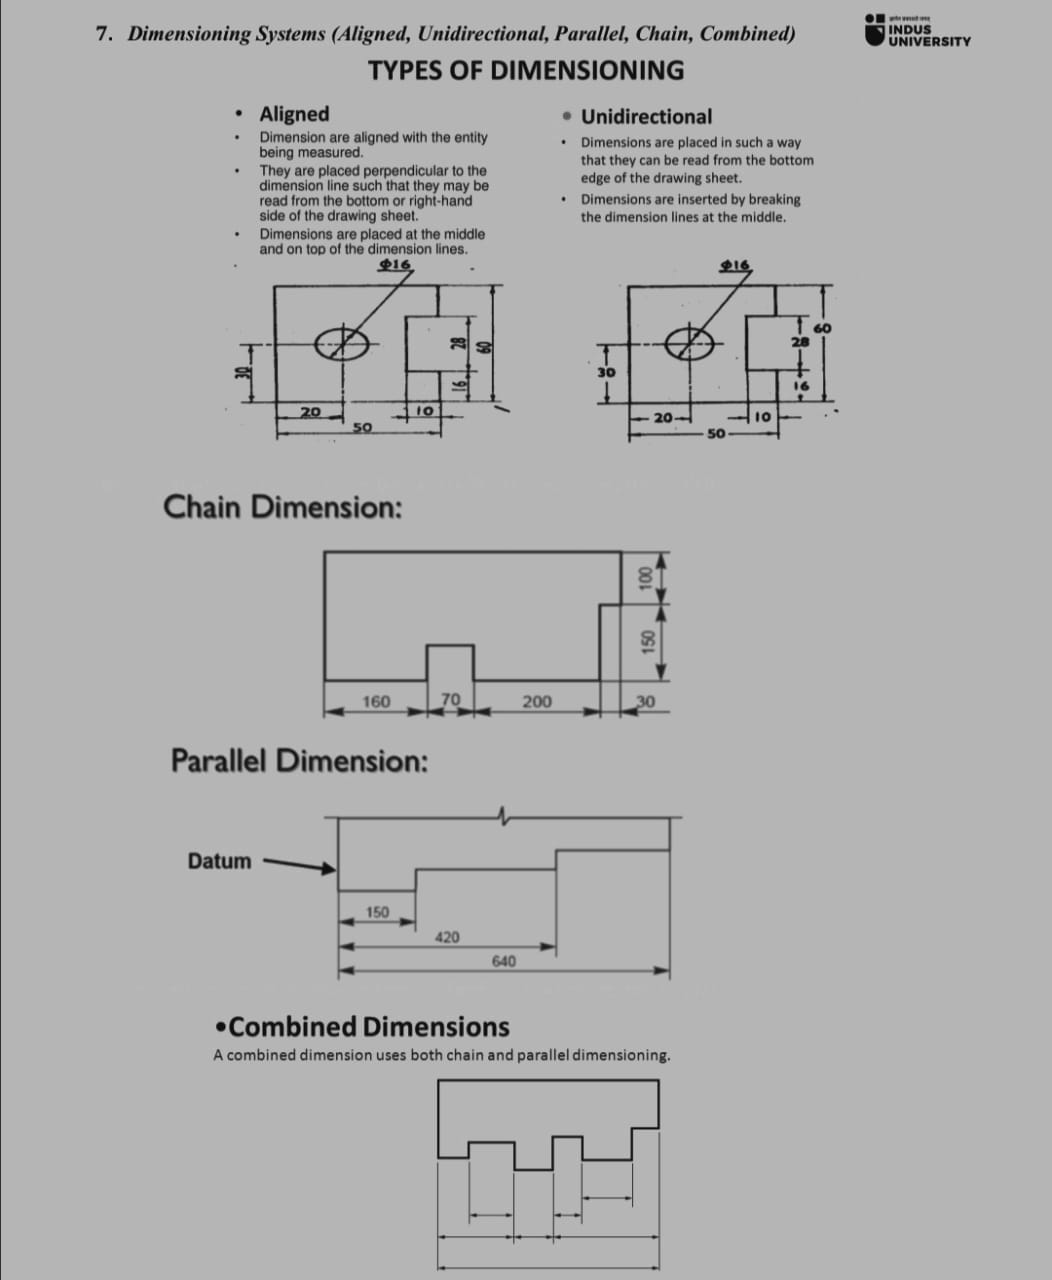 7. Dimensioning Systems (Aligned, Unidirectional, Parallel, Chain, Combined)
INDUS
UNIVERSITY
TYPES OF DIMENSIONING
• Aligned
• Dimension are aligned with the entity
being measured.
• They are placed perpendicular to the
dimension line such that they may be
read from the bottom or right-hand
side of the drawing sheet.
• Dimensions are placed at the middle
and on top of the dimension lines.
• Unidirectional
• Dimensions are placed in such a way
that they can be read from the bottom
edge of the drawing sheet.
• Dimensions are inserted by breaking
the dimension lines at the middle.
Φ16
28
60
30
16
20
10
50
Φ16
60
28
30
16
20
10
50
Chain Dimension:
100
150
160
70
200
30
Parallel Dimension:
Datum
150
420
640
•Combined Dimensions
A combined dimension uses both chain and parallel dimensioning.